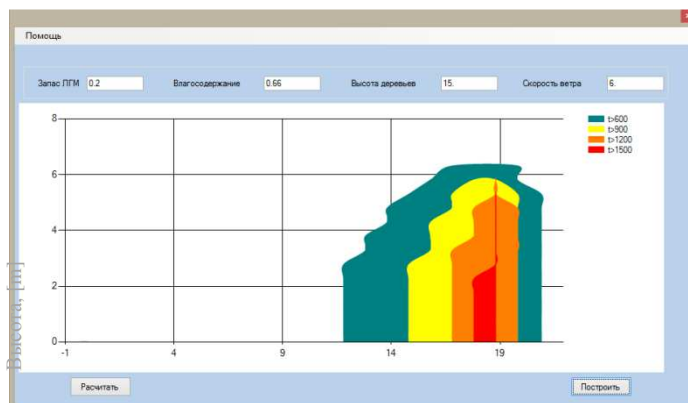 Помощь
Запас ЛГМ 0.2 Влагосодержание 0.66 Высота деревьев 15. Скорость ветра 6.
8
6
4
2
0
-1 4 9 14 19
t>600
t>900
t>1200
t>1500
Высота, [m]
Расчитать Построить